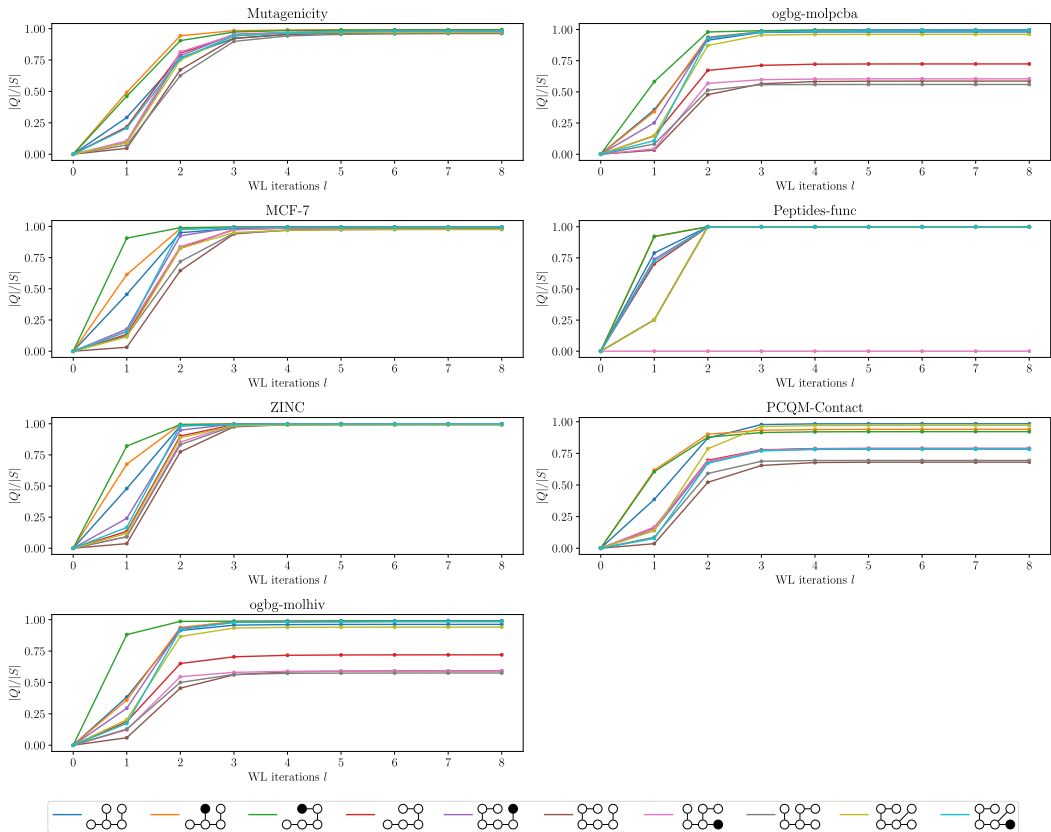 Mutagenicity
1.00
0.75
0.50
0.25
0.00
|Q|/|S|
0 1 2 3 4 5 6 7 8
WL iterations l
ogbg-molpcba
1.00
0.75
0.50
0.25
0.00
|Q|/|S|
0 1 2 3 4 5 6 7 8
WL iterations l
MCF-7
1.00
0.75
0.50
0.25
0.00
|Q|/|S|
0 1 2 3 4 5 6 7 8
WL iterations l
Peptides-func
1.00
0.75
0.50
0.25
0.00
|Q|/|S|
0 1 2 3 4 5 6 7 8
WL iterations l
ZINC
1.00
0.75
0.50
0.25
0.00
|Q|/|S|
0 1 2 3 4 5 6 7 8
WL iterations l
PCQM-Contact
1.00
0.75
0.50
0.25
0.00
|Q|/|S|
0 1 2 3 4 5 6 7 8
WL iterations l
ogbg-molhiv
1.00
0.75
0.50
0.25
0.00
|Q|/|S|
0 1 2 3 4 5 6 7 8
WL iterations l